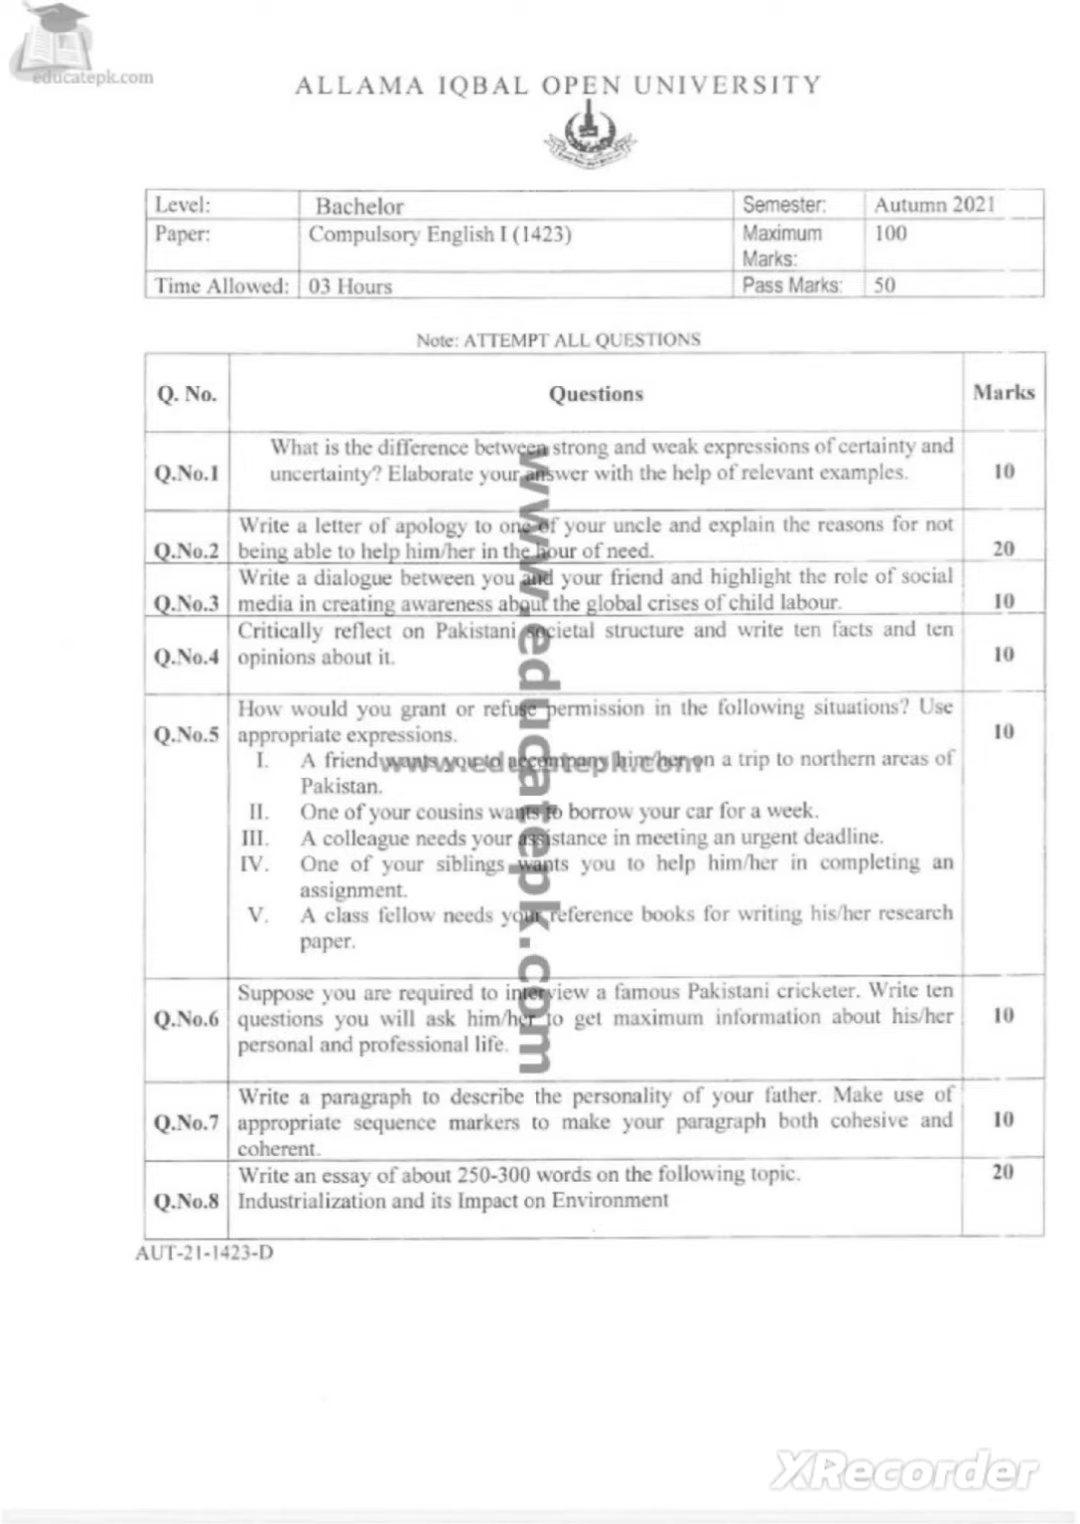 educatepk.com
ALLAMA IQBAL OPEN UNIVERSITY
Level: Bachelor Semester: Autumn 2021
Paper: Compulsory English I (1423) Maximum Marks: 100
Time Allowed: 03 Hours Pass Marks: 50
Note: ATTEMPT ALL QUESTIONS
Q. No. Questions Marks
What is the difference between strong and weak expressions of certainty and
Q.No.1 uncertainty? Elaborate your answer with the help of relevant examples. 10
Write a letter of apology to one of your uncle and explain the reasons for not
Q.No.2 being able to help him/her in the hour of need. 20
Write a dialogue between you and your friend and highlight the role of social
Q.No.3 media in creating awareness about the global crises of child labour. 10
Critically reflect on Pakistani societal structure and write ten facts and ten
Q.No.4 opinions about it. 10
How would you grant or refuse permission in the following situations? Use
Q.No.5 appropriate expressions. 10
I. A friend wants you to accompany him/her on a trip to northern areas of
Pakistan.
II. One of your cousins wants to borrow your car for a week.
III. A colleague needs your assistance in meeting an urgent deadline.
IV. One of your siblings wants you to help him/her in completing an
assignment.
V. A class fellow needs your reference books for writing his/her research
paper.
Suppose you are required to interview a famous Pakistani cricketer. Write ten
Q.No.6 questions you will ask him/her to get maximum information about his/her 10
personal and professional life.
Write a paragraph to describe the personality of your father. Make use of
Q.No.7 appropriate sequence markers to make your paragraph both cohesive and 10
coherent.
Write an essay of about 250-300 words on the following topic. 20
Q.No.8 Industrialization and its Impact on Environment
AUT-21-1423-D
www.educatepk.com
www.educatepk.com
XRecorder